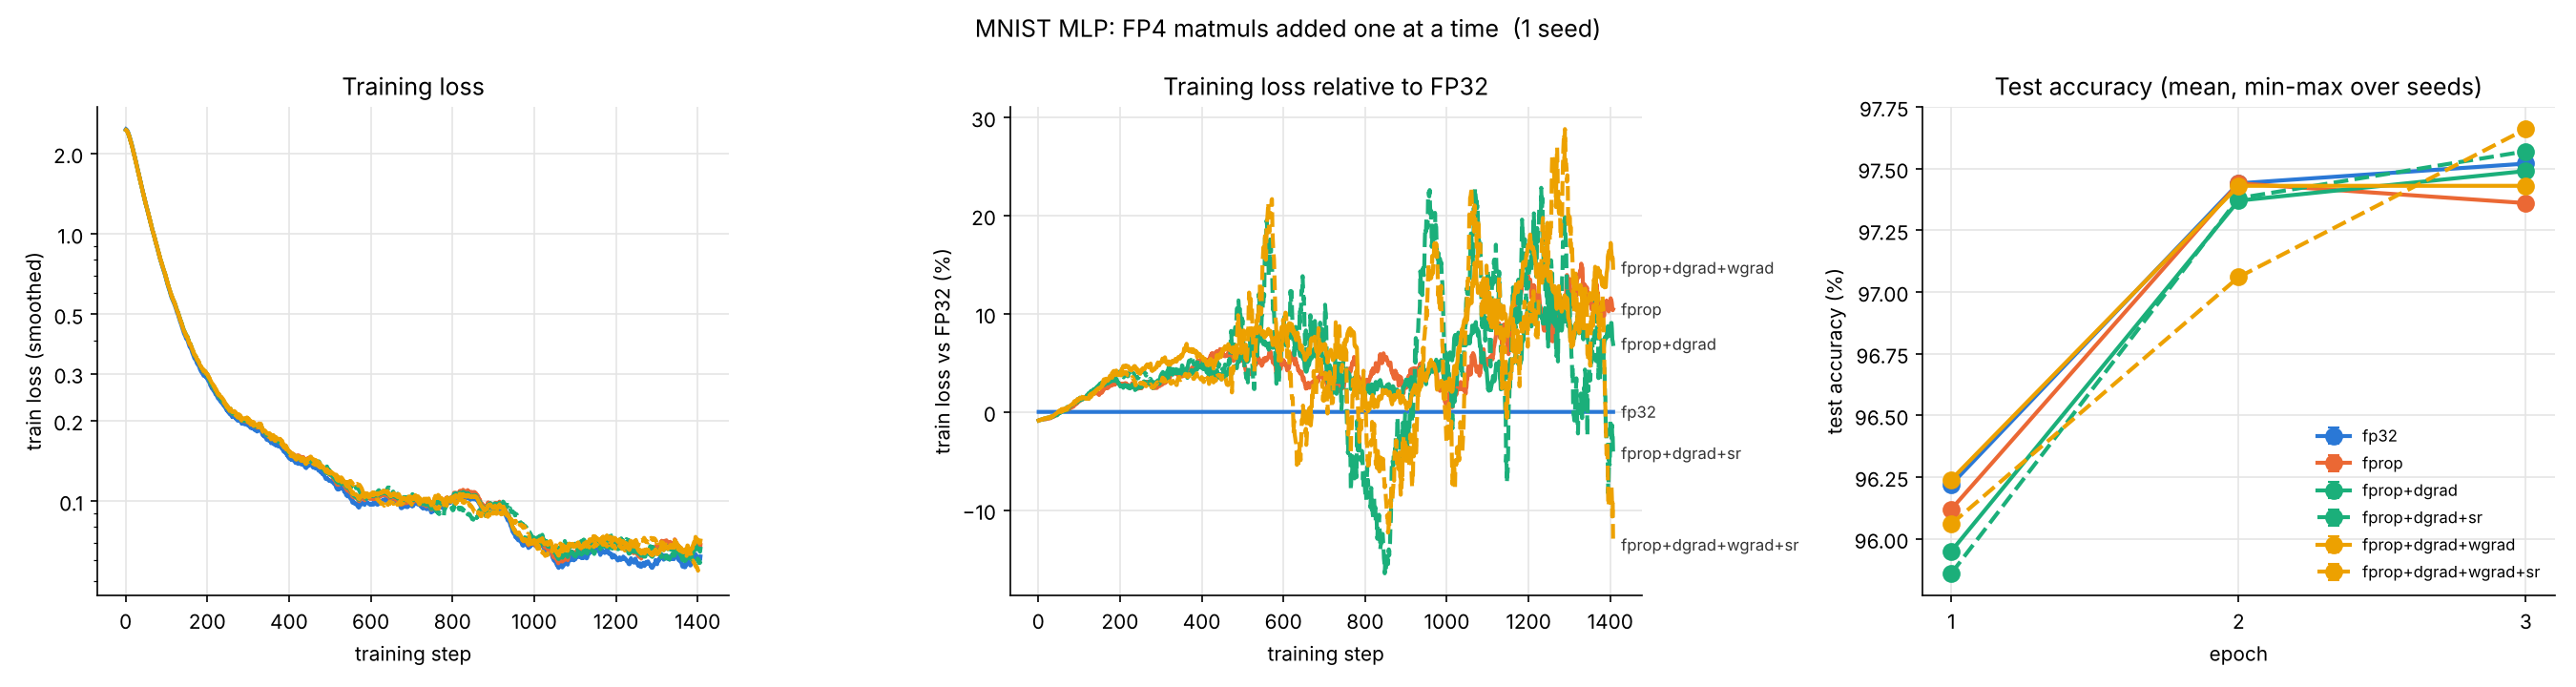 MNIST MLP: FP4 matmuls added one at a time  (1 seed)
Training loss
train loss (smoothed)
2.0
1.0
0.5
0.3
0.2
0.1
0 200 400 600 800 1000 1200 1400
training step
Training loss relative to FP32
train loss vs FP32 (%)
30
20
10
0
−10
fprop+dgrad+wgrad
fprop
fprop+dgrad
fp32
fprop+dgrad+sr
fprop+dgrad+wgrad+sr
0 200 400 600 800 1000 1200 1400
training step
Test accuracy (mean, min-max over seeds)
test accuracy (%)
97.75
97.50
97.25
97.00
96.75
96.50
96.25
96.00
fp32
fprop
fprop+dgrad
fprop+dgrad+sr
fprop+dgrad+wgrad
fprop+dgrad+wgrad+sr
1 2 3
epoch